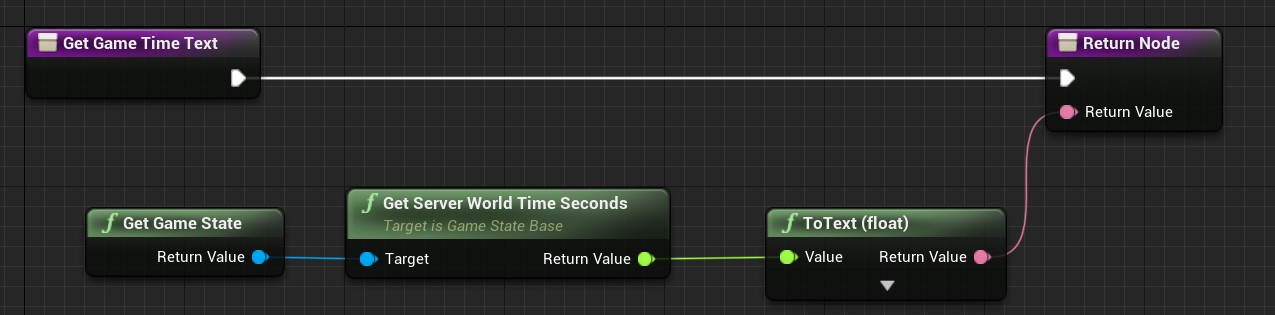 Get Game Time Text
Return Node
Return Value
Get Game State
Return Value
Get Server World Time Seconds
Target is Game State Base
Target Return Value
ToText (float)
Value Return Value